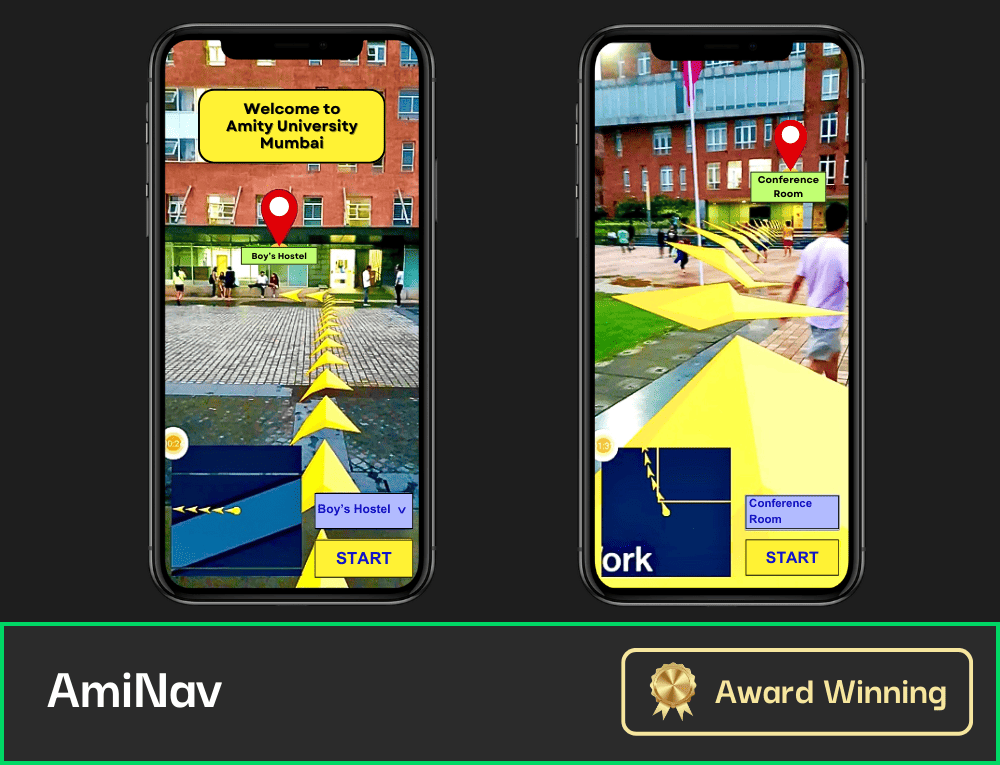 Welcome to
Amity University
Mumbai
Boy's Hostel
Boy's Hostel
START
Conference
Room
Conference
Room
ork
START
AmiNav
Award Winning